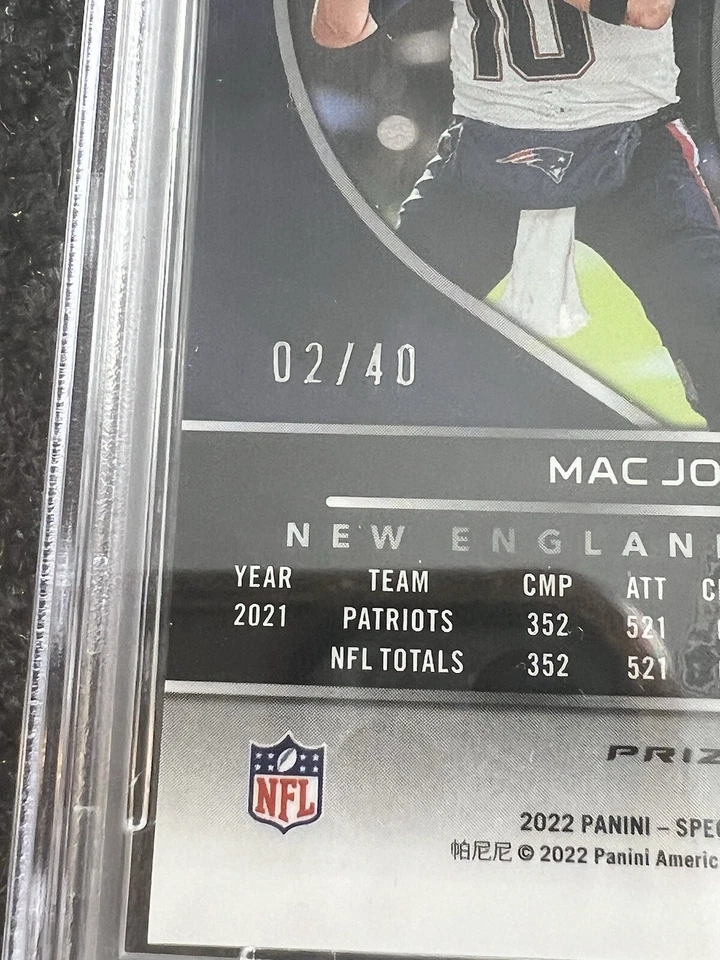 10
02/40
MAC JO
NEW ENGLAN
YEAR TEAM CMP ATT C
2021 PATRIOTS 352 521
NFL TOTALS 352 521
NFL
PRIZ
2022 PANINI – SPEC
帕尼尼 © 2022 Panini Americ